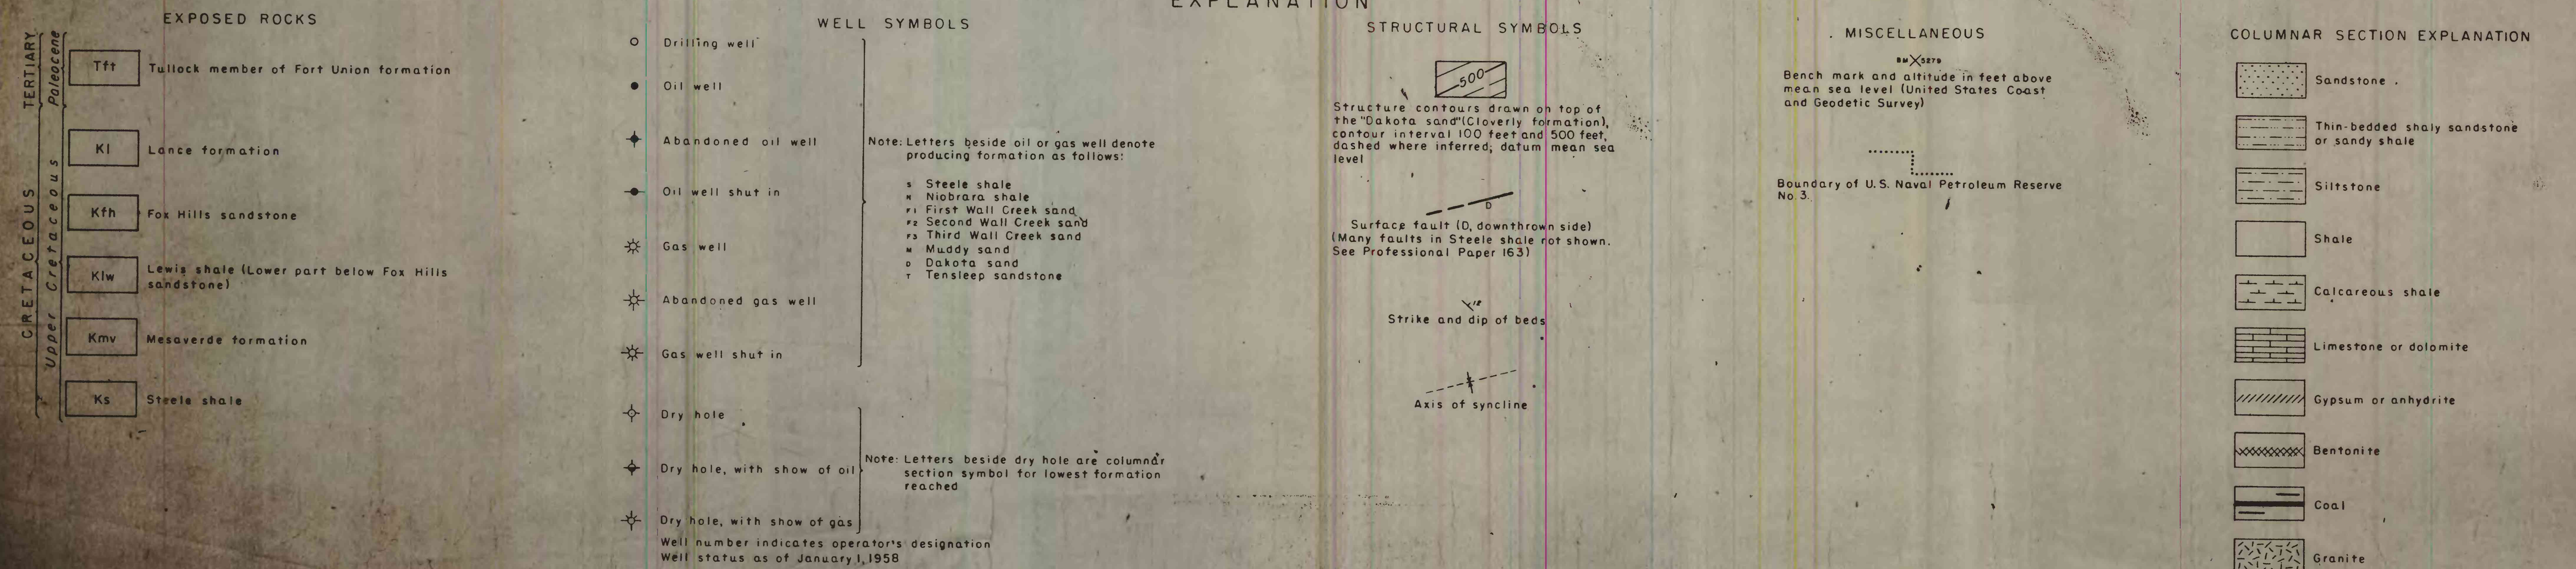 EXPLANATION
EXPOSED ROCKS
TERTIARY
Paleocene
CRETACEOUS
Upper Cretaceous
Tft Tullock member of Fort Union formation
Kl Lance formation
Kfh Fox Hills sandstone
Klw Lewis shale (Lower part below Fox Hills
sandstone)
Kmv Mesaverde formation
Ks Steele shale
WELL SYMBOLS
Drilling well
Oil well
Abandoned oil well
Oil well shut in
Gas well
Abandoned gas well
Gas well shut in
Note: Letters beside oil or gas well denote
producing formation as follows:
S Steele shale
N Niobrara shale
F1 First Wall Creek sand
F2 Second Wall Creek sand
F3 Third Wall Creek sand
M Muddy sand
D Dakota sand
T Tensleep sandstone
Dry hole
Dry hole, with show of oil
Dry hole, with show of gas
Note: Letters beside dry hole are columnar
section symbol for lowest formation
reached
Well number indicates operator's designation
Well status as of January 1, 1958
STRUCTURAL SYMBOLS
500
Structure contours drawn on top of
the "Dakota sand" (Cloverly formation),
contour interval 100 feet and 500 feet,
dashed where inferred; datum mean sea
level
D
Surface fault (D, downthrown side)
(Many faults in Steele shale not shown.
See Professional Paper 163)
18
Strike and dip of beds
Axis of syncline
MISCELLANEOUS
BM 5279
Bench mark and altitude in feet above
mean sea level (United States Coast
and Geodetic Survey)
Boundary of U.S. Naval Petroleum Reserve
No. 3.
COLUMNAR SECTION EXPLANATION
Sandstone
Thin-bedded shaly sandstone
or sandy shale
Siltstone
Shale
Calcareous shale
Limestone or dolomite
Gypsum or anhydrite
Bentonite
Coal
Granite